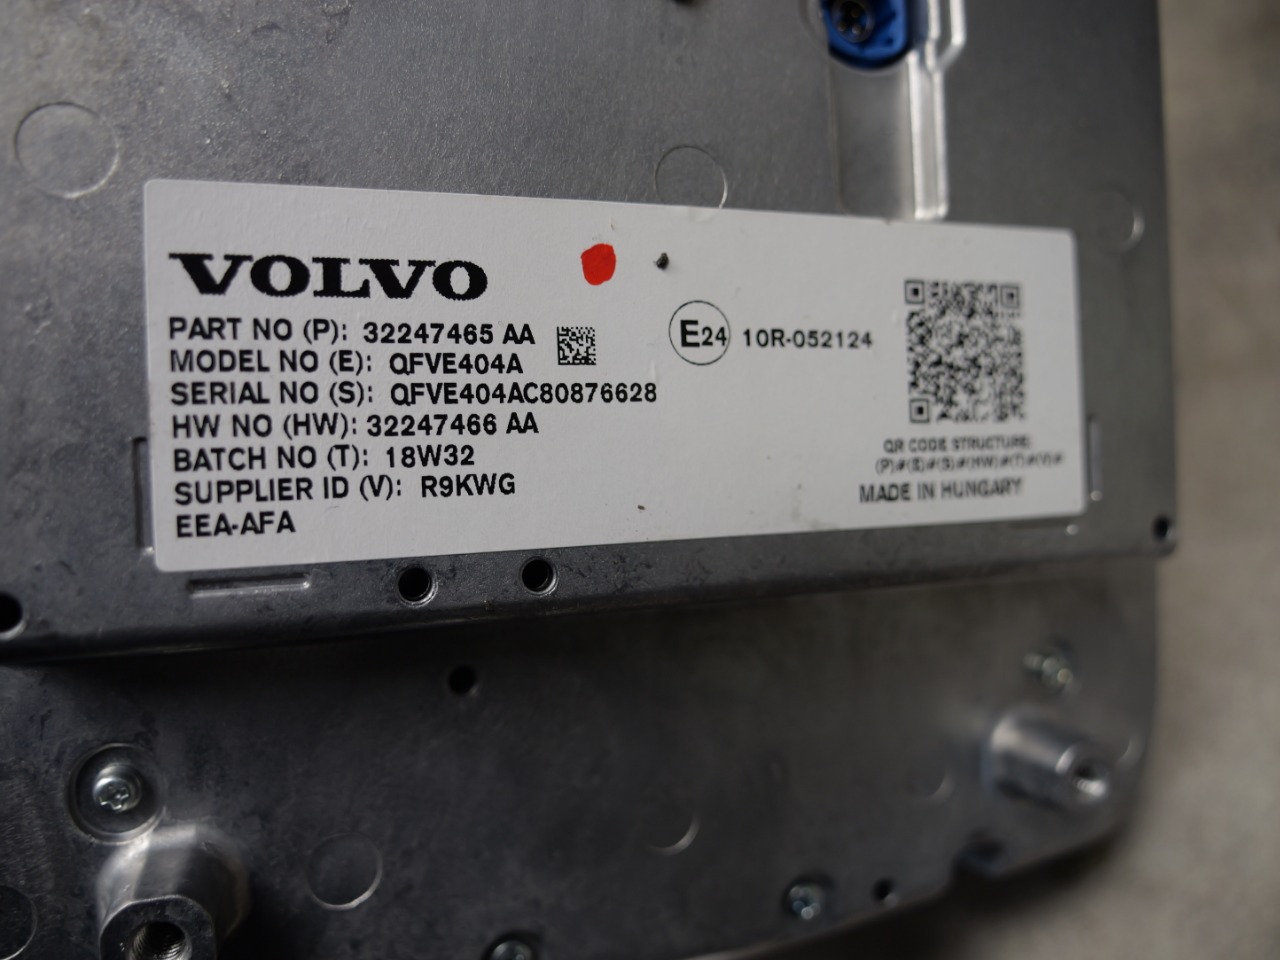 VOLVO
PART NO (P): 32247465 AA
MODEL NO (E): QFVE404A
SERIAL NO (S): QFVE404AC80876628
HW NO (HW): 32247466 AA
BATCH NO (T): 18W32
SUPPLIER ID (V): R9KWG
EEA-AFA
E24 10R-052124
QR CODE STRUCTURE:
(P)#(E)#(S)#(HW)#(T)#(V)#
MADE IN HUNGARY